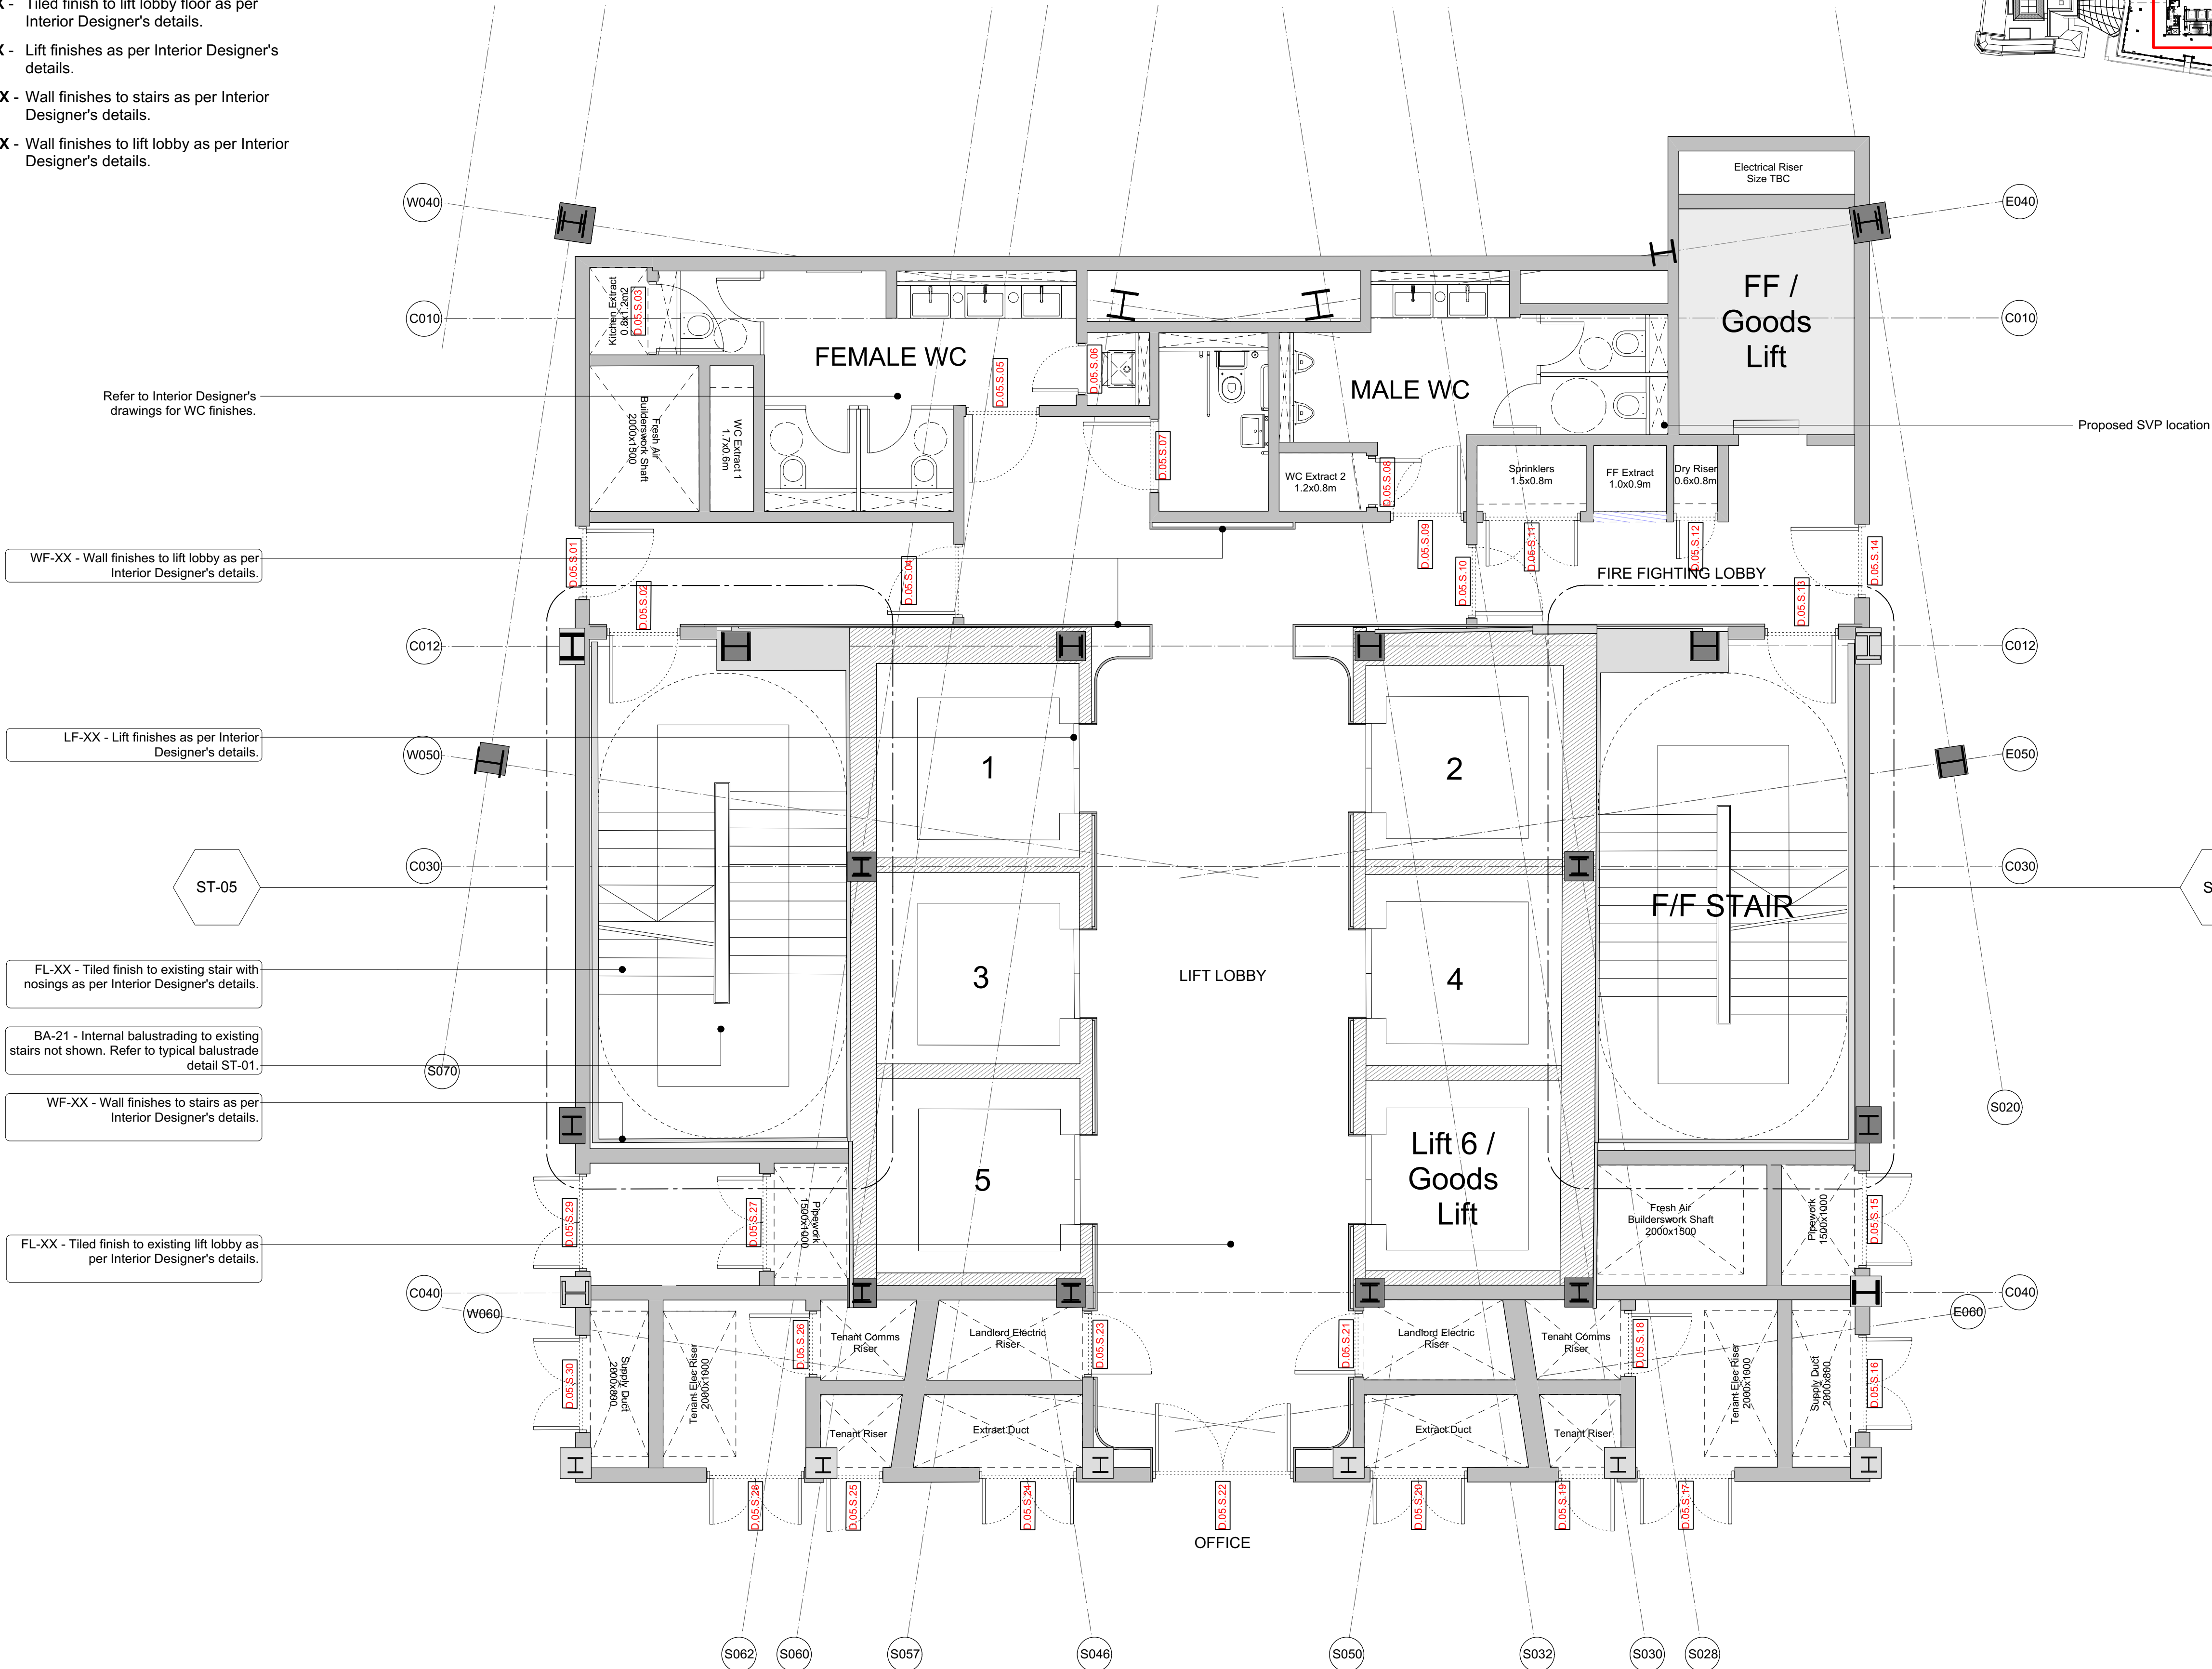 X - Tiled finish to lift lobby floor as per
Interior Designer's details.
X - Lift finishes as per Interior Designer's
details.
X - Wall finishes to stairs as per Interior
Designer's details.
X - Wall finishes to lift lobby as per Interior
Designer's details.
Electrical Riser
Size TBC
W040
E040
FF /
Goods
Lift
C010
C010
Kitchen Extract
0.8x1.2m2
D.05.S.03
FEMALE WC
D.05.S.05
D.05.S.06
MALE WC
Refer to Interior Designer's
drawings for WC finishes.
Fresh Air
Builderswork Shaft
2000x1500
WC Extract 1
1.7x0.6m
D.05.S.07
Proposed SVP location
WC Extract 2
1.2x0.8m
D.05.S.08
Sprinklers
1.5x0.8m
FF Extract
1.0x0.9m
Dry Riser
0.6x0.8m
WF-XX - Wall finishes to lift lobby as per
Interior Designer's details.
D.05.S.01
D.05.S.02
D.05.S.04
D.05.S.09
D.05.S.10
D.05.S.11
D.05.S.12
D.05.S.13
D.05.S.14
FIRE FIGHTING LOBBY
C012
C012
LF-XX - Lift finishes as per Interior
Designer's details.
W050
1
2
E050
C030
C030
ST-05
S
F/F STAIR
FL-XX - Tiled finish to existing stair with
nosings as per Interior Designer's details.
3
LIFT LOBBY
4
BA-21 - Internal balustrading to existing
stairs not shown. Refer to typical balustrade
detail ST-01.
S070
S020
WF-XX - Wall finishes to stairs as per
Interior Designer's details.
5
Lift 6 /
Goods
Lift
D.05.S.29
D.05.S.27
Pipework
1500x1000
Fresh Air
Builderswork Shaft
2000x1500
Pipework
1500x1000
D.05.S.15
FL-XX - Tiled finish to existing lift lobby as
per Interior Designer's details.
C040
C040
W060
E060
D.05.S.30
Supply Duct
2000x800
Tenant Elec Riser
2000x1000
D.05.S.26
Tenant Comms
Riser
Landlord Electric
Riser
D.05.S.23
D.05.S.21
Landlord Electric
Riser
Tenant Comms
Riser
D.05.S.18
Tenant Elec Riser
2000x1000
Supply Duct
2000x800
D.05.S.16
Tenant Riser
Extract Duct
Extract Duct
Tenant Riser
D.05.S.28
D.05.S.25
D.05.S.24
D.05.S.22
D.05.S.20
D.05.S.19
D.05.S.17
OFFICE
S062
S060
S057
S046
S050
S032
S030
S028